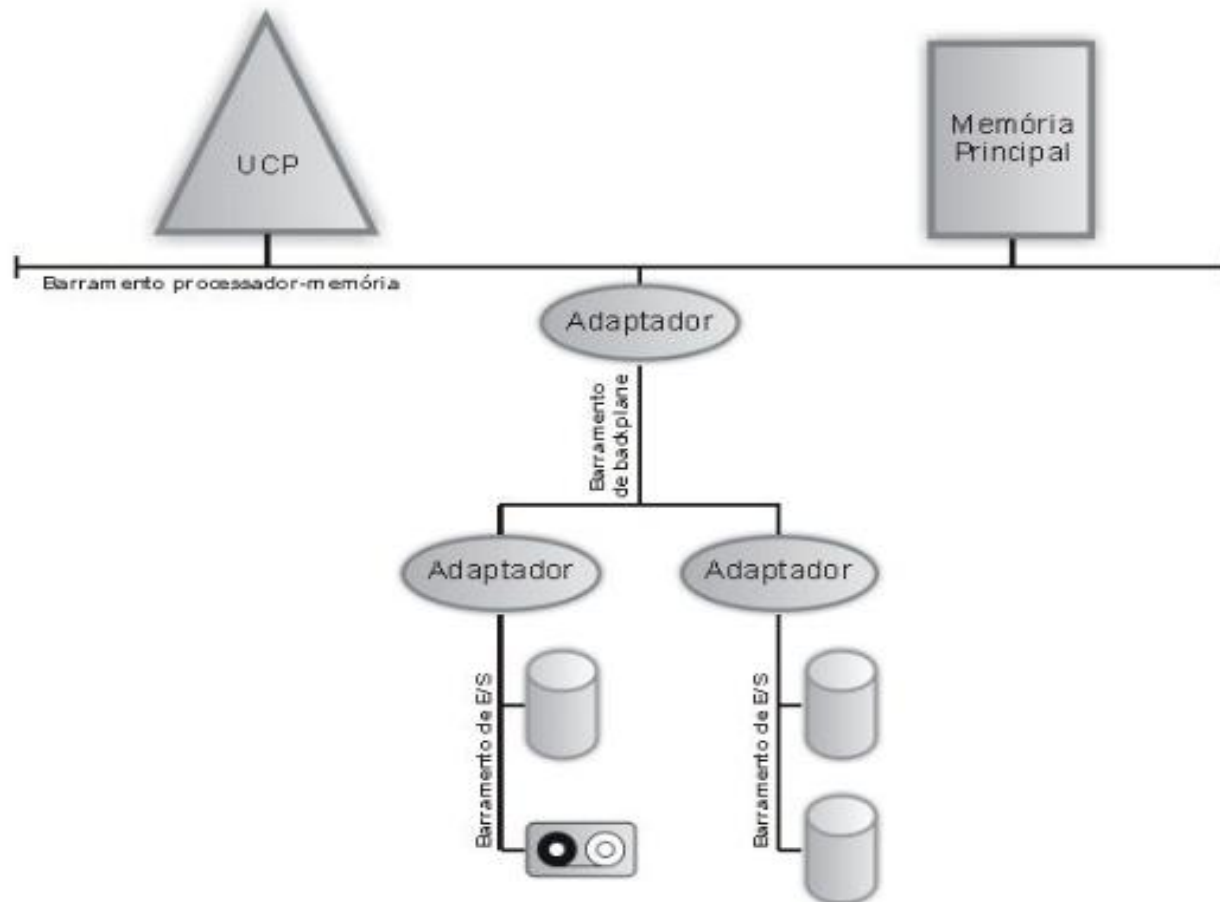 UCP
Memória
Principal
Barramento processador-memória
Adaptador
Barramento
de backplane
Adaptador
Adaptador
Barramento de E/S
Barramento de E/S